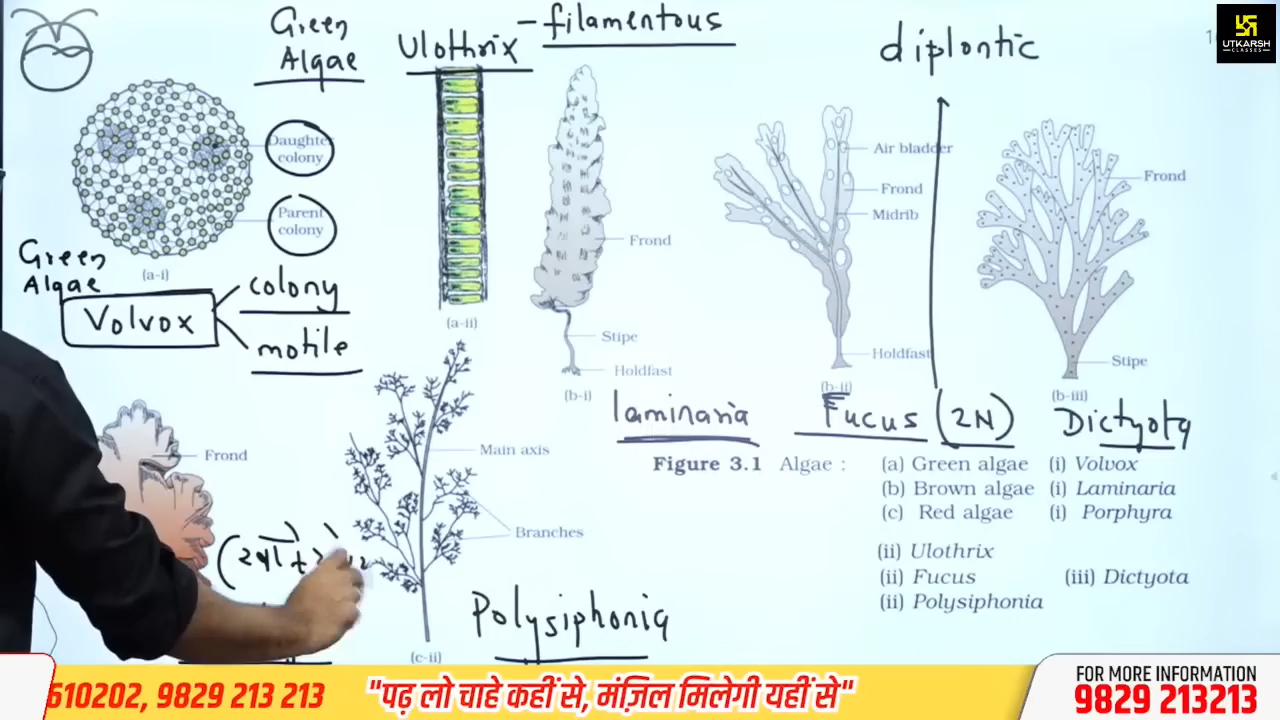 Green
Algae
Ulothrix
- filamentous
diplontic
UTKARSH
CLASSES
Daughter
colony
Parent
colony
Air bladder
Frond
Midrib
Frond
Frond
Green
Algae
(a-i)
Volvox
colony
motile
(a-ii)
Stipe
Holdfast
(b-i)
Holdfast
(b-ii)
Stipe
(b-iii)
laminaria
Fucus (2N)
Dictyota
Frond
Main axis
Branches
Figure 3.1 Algae :
(a) Green algae (i) Volvox
(b) Brown algae (i) Laminaria
(c) Red algae (i) Porphyra
(ii) Ulothrix
(ii) Fucus (iii) Dictyota
(ii) Polysiphonia
Polysiphonia
(c-ii)
610202, 9829 213 213
"पढ़ लो चाहे कहीं से, मंज़िल मिलेगी यहीं से"
FOR MORE INFORMATION
9829 213213